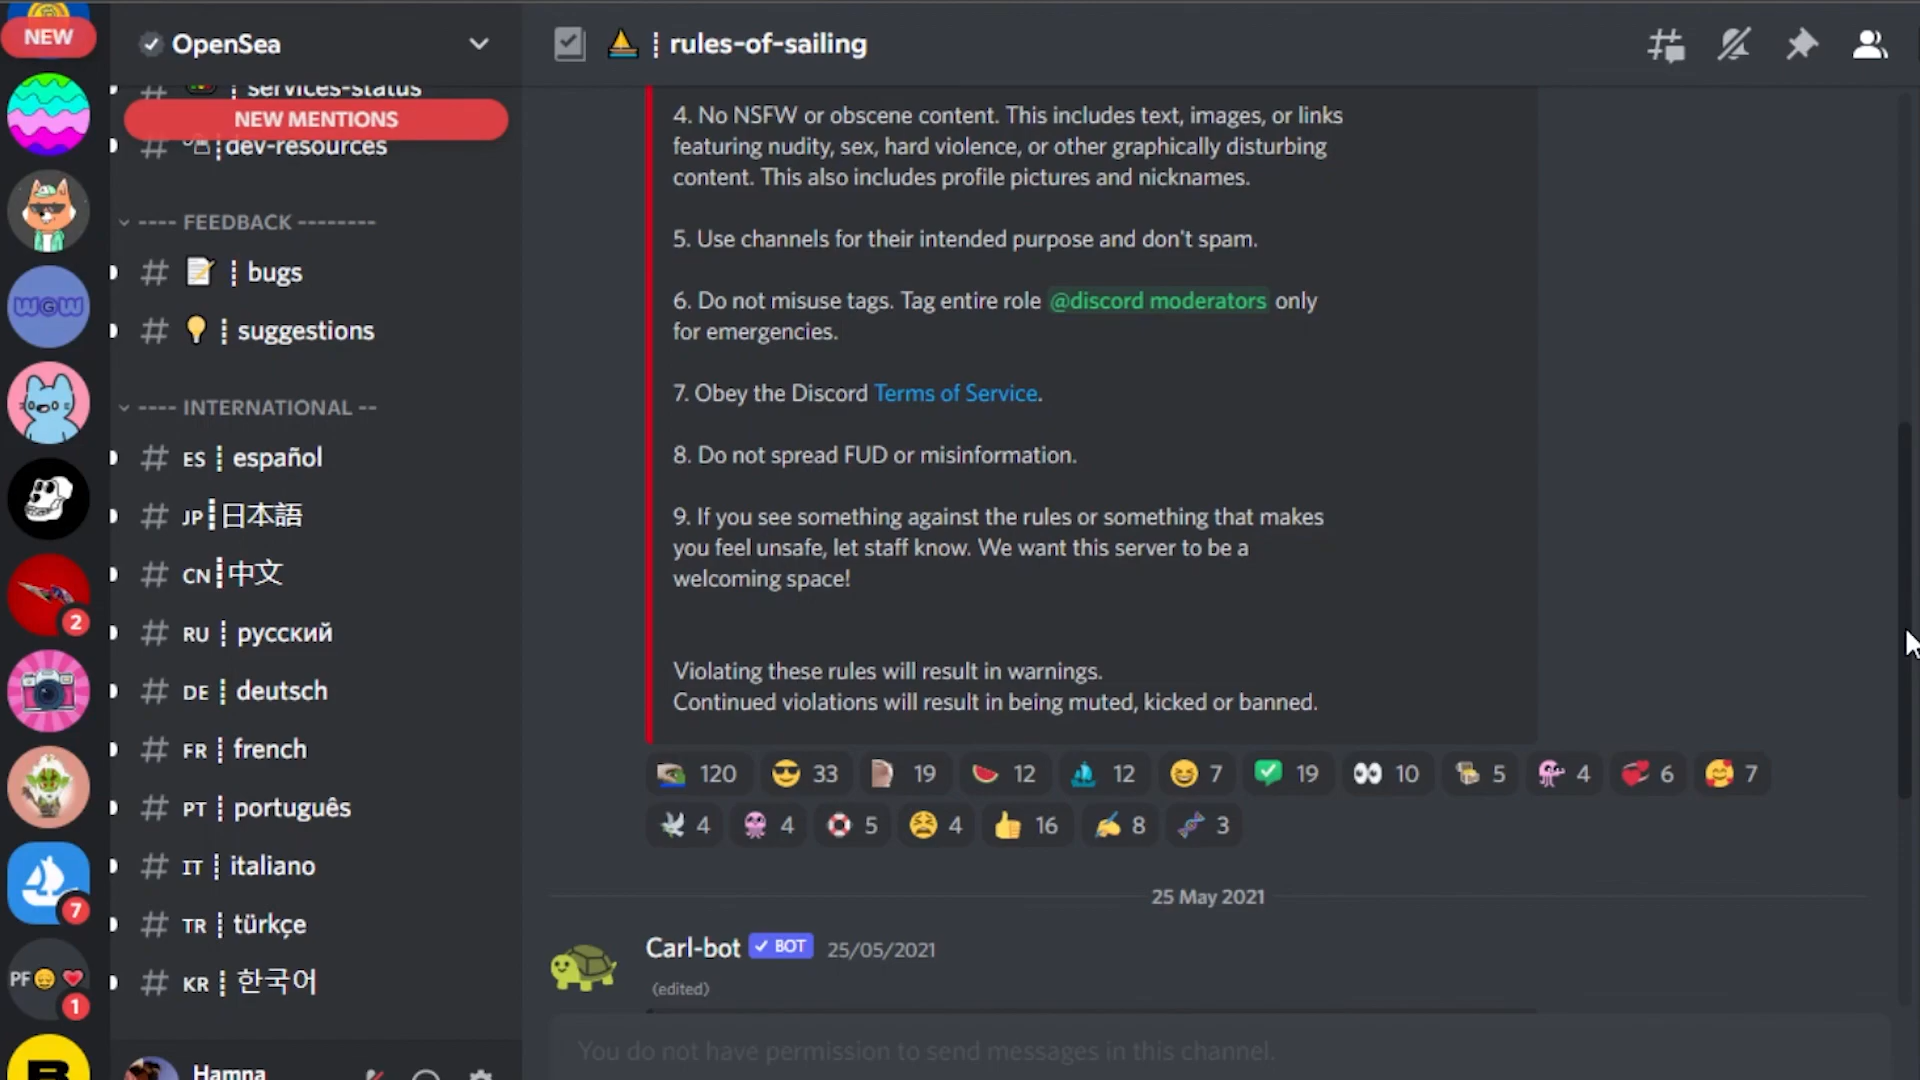 NEW
OpenSea
services-status
NEW MENTIONS
dev-resources
---- FEEDBACK --------
bugs
suggestions
---- INTERNATIONAL --
ES ┊ español
JP ┊日本語
CN ┊中文
RU ┊ русский
DE ┊ deutsch
FR ┊ french
PT ┊ português
IT ┊ italiano
TR ┊ türkçe
KR ┊ 한국어
Hamna
WGW
2
7
PF
1
B
rules-of-sailing
4. No NSFW or obscene content. This includes text, images, or links
featuring nudity, sex, hard violence, or other graphically disturbing
content. This also includes profile pictures and nicknames.
5. Use channels for their intended purpose and don't spam.
6. Do not misuse tags. Tag entire role @discord moderators only
for emergencies.
7. Obey the Discord Terms of Service.
8. Do not spread FUD or misinformation.
9. If you see something against the rules or something that makes
you feel unsafe, let staff know. We want this server to be a
welcoming space!
Violating these rules will result in warnings.
Continued violations will result in being muted, kicked or banned.
120 33 19 12 12 7 19 10 5 4 6 7
4 4 5 4 16 8 3
25 May 2021
Carl-bot BOT 25/05/2021
(edited)
You do not have permission to send messages in this channel.